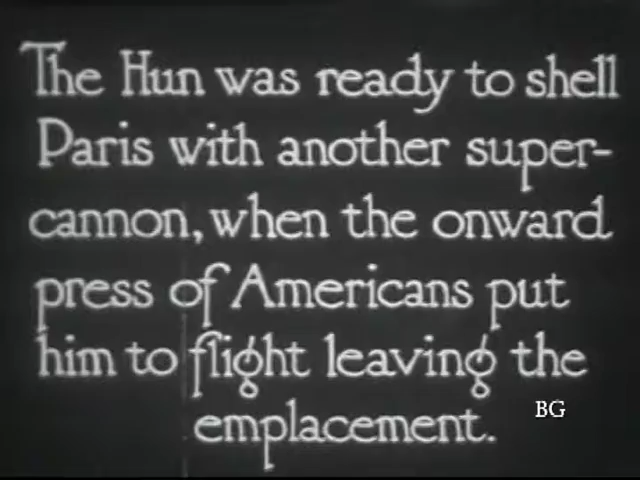 The Hun was ready to shell
Paris with another super-
cannon, when the onward
press of Americans put
him to flight leaving the
emplacement.
BG